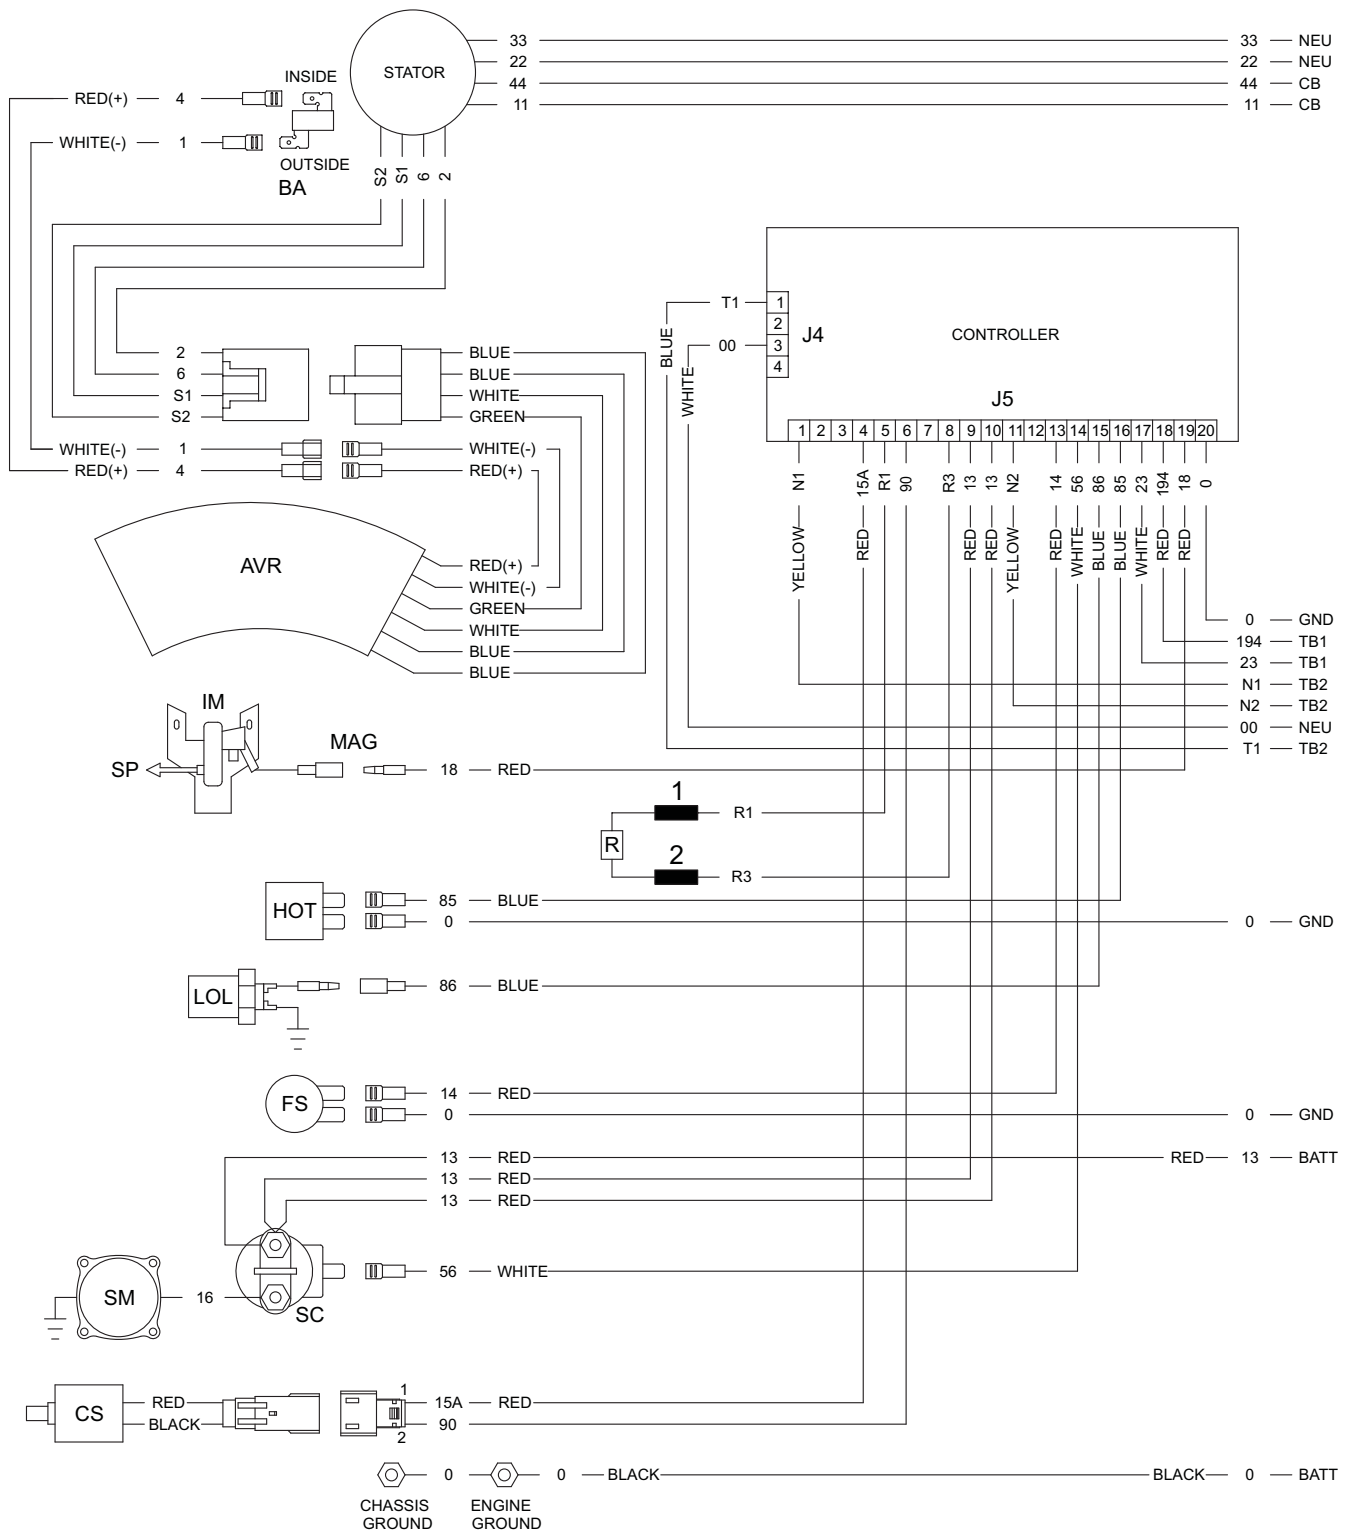 33 33 NEU
STATOR 22 22 NEU
INSIDE 44 44 CB
RED(+) 4 11 11 CB
WHITE(-) 1
OUTSIDE
BA
S2 S1 6 2
T1 1
2 J4 CONTROLLER
00 3
4
BLUE
WHITE
J5
1 2 3 4 5 6 7 8 9 10 11 12 13 14 15 16 17 18 19 20
N1 15A R1 90 R3 13 13 N2 14 56 86 85 23 194 18 0
YELLOW RED RED RED YELLOW RED WHITE BLUE BLUE WHITE RED RED
2 BLUE
6 BLUE
S1 WHITE
S2 GREEN
WHITE(-) 1 WHITE(-)
RED(+) 4 RED(+)
AVR
RED(+)
WHITE(-)
GREEN
WHITE
BLUE
BLUE
0 GND
194 TB1
23 TB1
N1 TB2
N2 TB2
00 NEU
T1 TB2
IM
MAG
SP 18 RED
1
R1
R
2
R3
HOT 85 BLUE
0 0 GND
LOL 86 BLUE
FS 14 RED
0 0 GND
13 RED RED 13 BATT
13 RED
13 RED
56 WHITE
SM 16
SC
CS RED 1 15A RED
BLACK 2 90
0 0 BLACK BLACK 0 BATT
CHASSIS
GROUND
ENGINE
GROUND